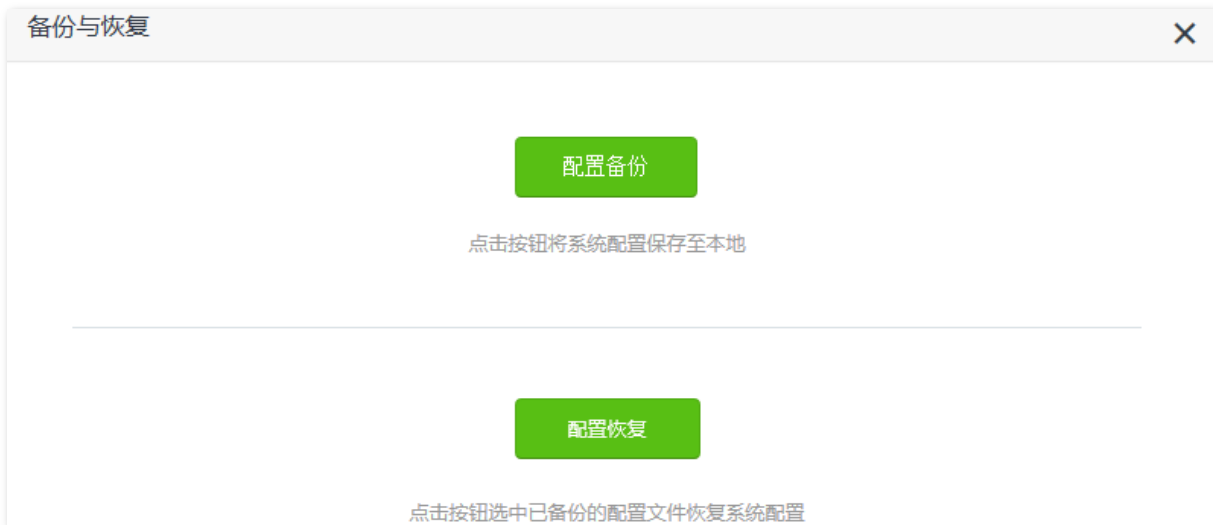 备份与恢复
配置备份
点击按钮将系统配置保存至本地
配置恢复
点击按钮选中已备份的配置文件恢复系统配置